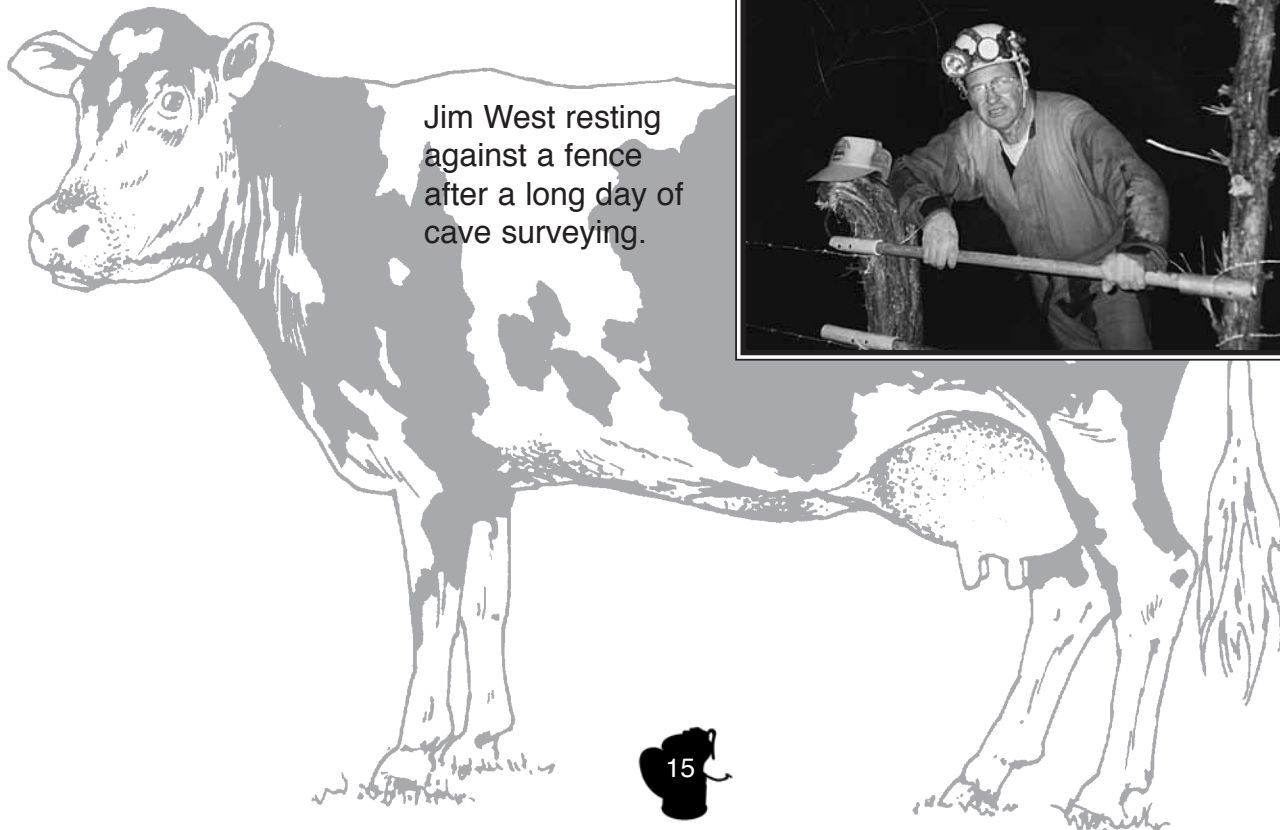 Jim West resting
against a fence
after a long day of
cave surveying.
15